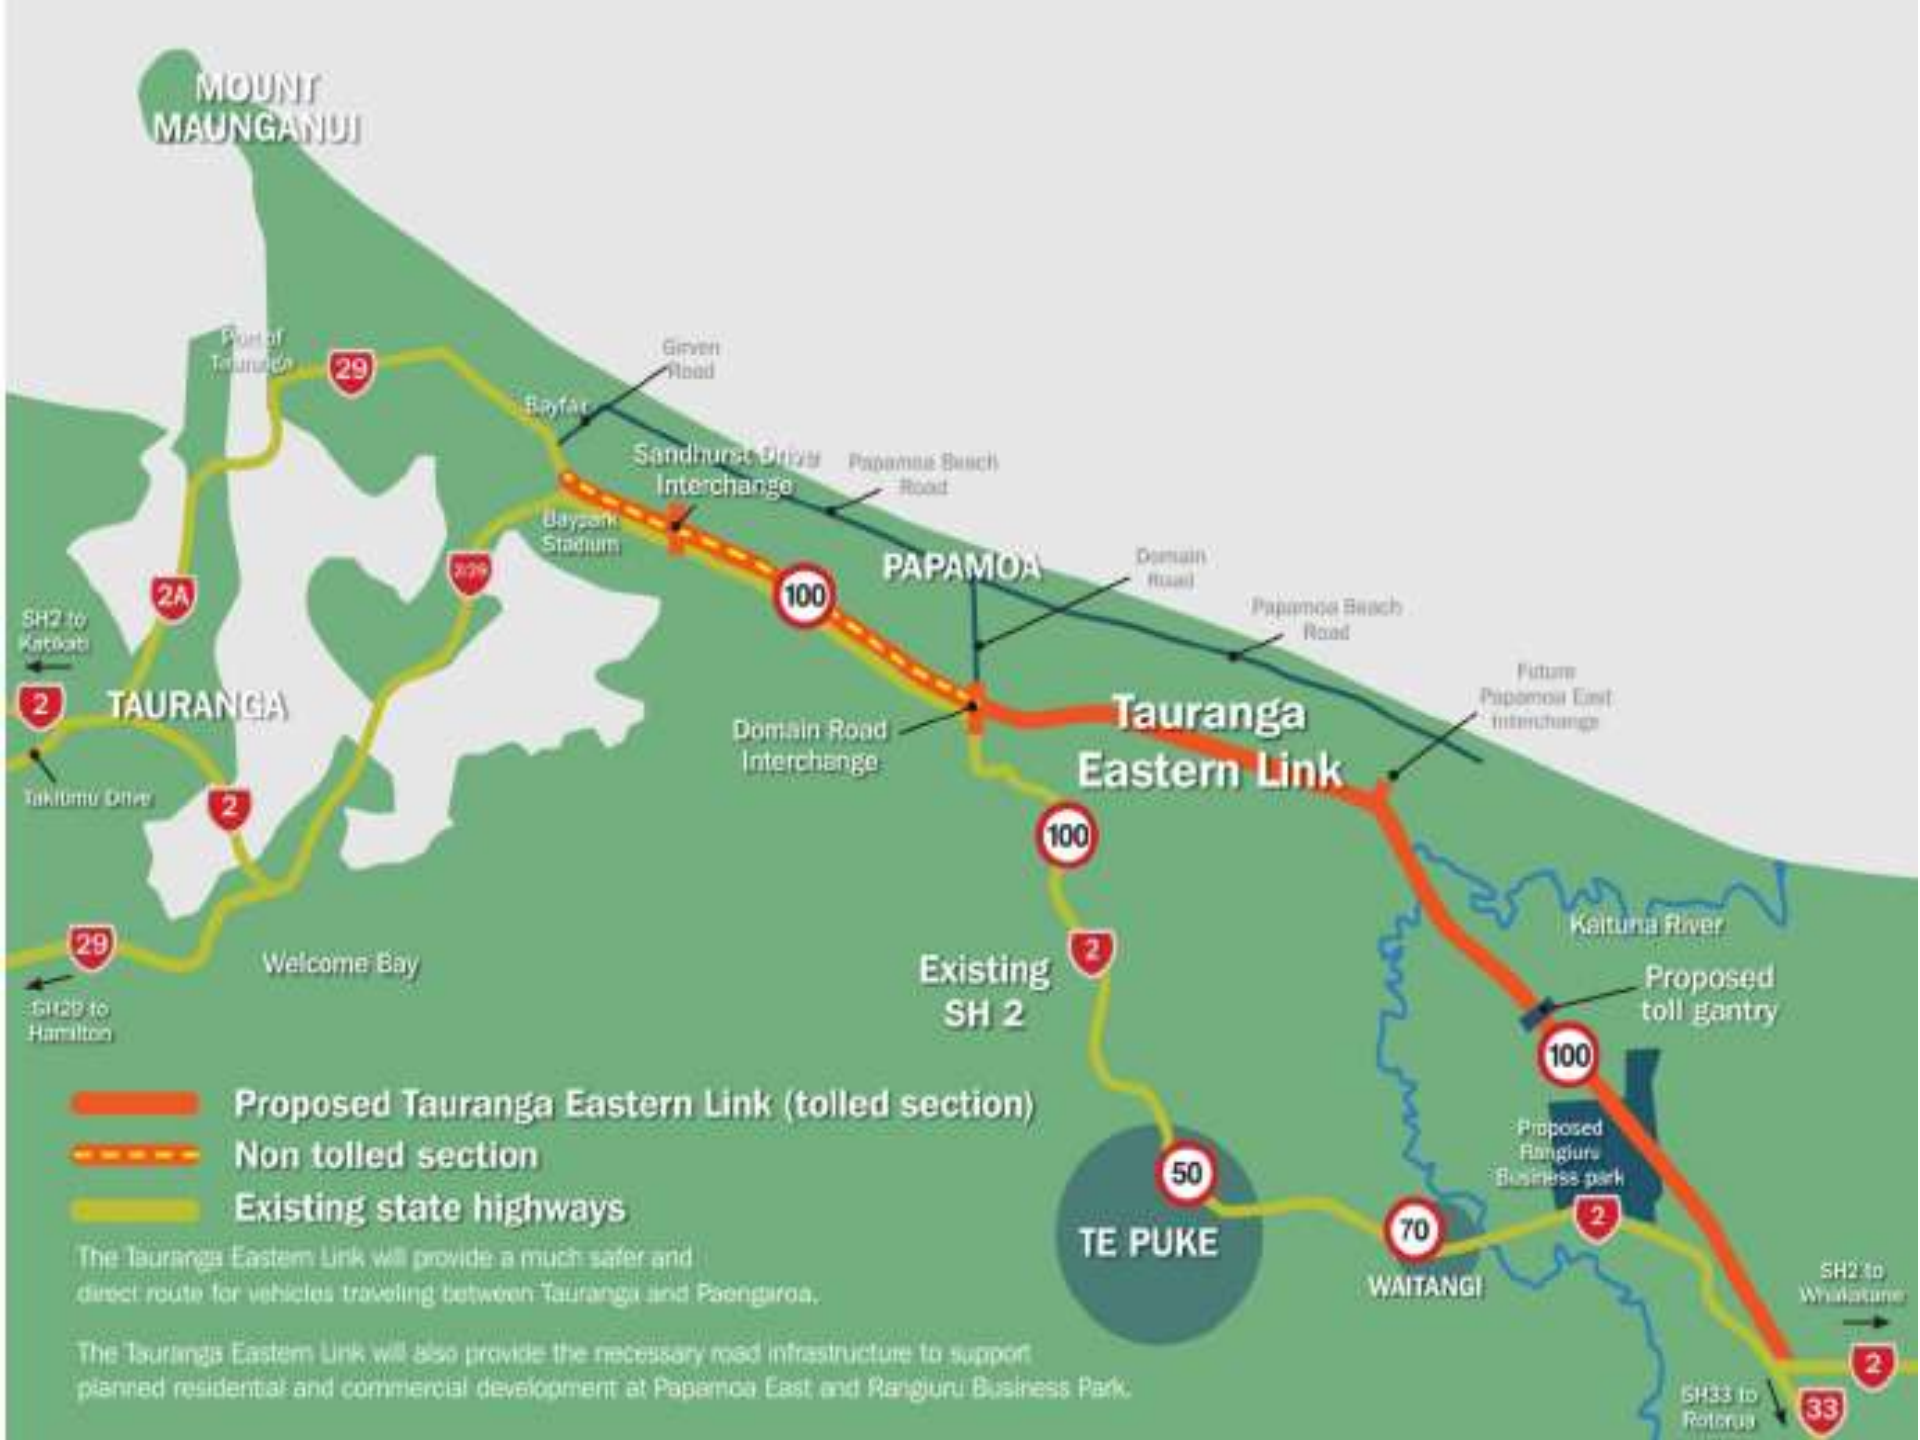 MOUNT
MAUNGANUI
Port of
Tauranga
29
Girven
Road
Bayfair
Sandhurst Drive
Interchange
Papamoa Beach
Road
Baypark
Stadium
PAPAMOA
Domain
Road
100
2A
2/29
SH2 to
Katikati
2
TAURANGA
Papamoa Beach
Road
Future
Papamoa East
Interchange
Tauranga
Eastern Link
Domain Road
Interchange
Takitimu Drive
2
100
29
Welcome Bay
SH29 to
Hamilton
Existing
SH 2
2
Kaituna River
Proposed
toll gantry
100
Proposed
Rangiuru
Business park
2
50
TE PUKE
70
WAITANGI
SH2 to
Whakatane
2
SH33 to
Rotorua
33
Proposed Tauranga Eastern Link (tolled section)
Non tolled section
Existing state highways
The Tauranga Eastern Link will provide a much safer and
direct route for vehicles traveling between Tauranga and Paengaroa.
The Tauranga Eastern Link will also provide the necessary road infrastructure to support
planned residential and commercial development at Papamoa East and Rangiuru Business Park.